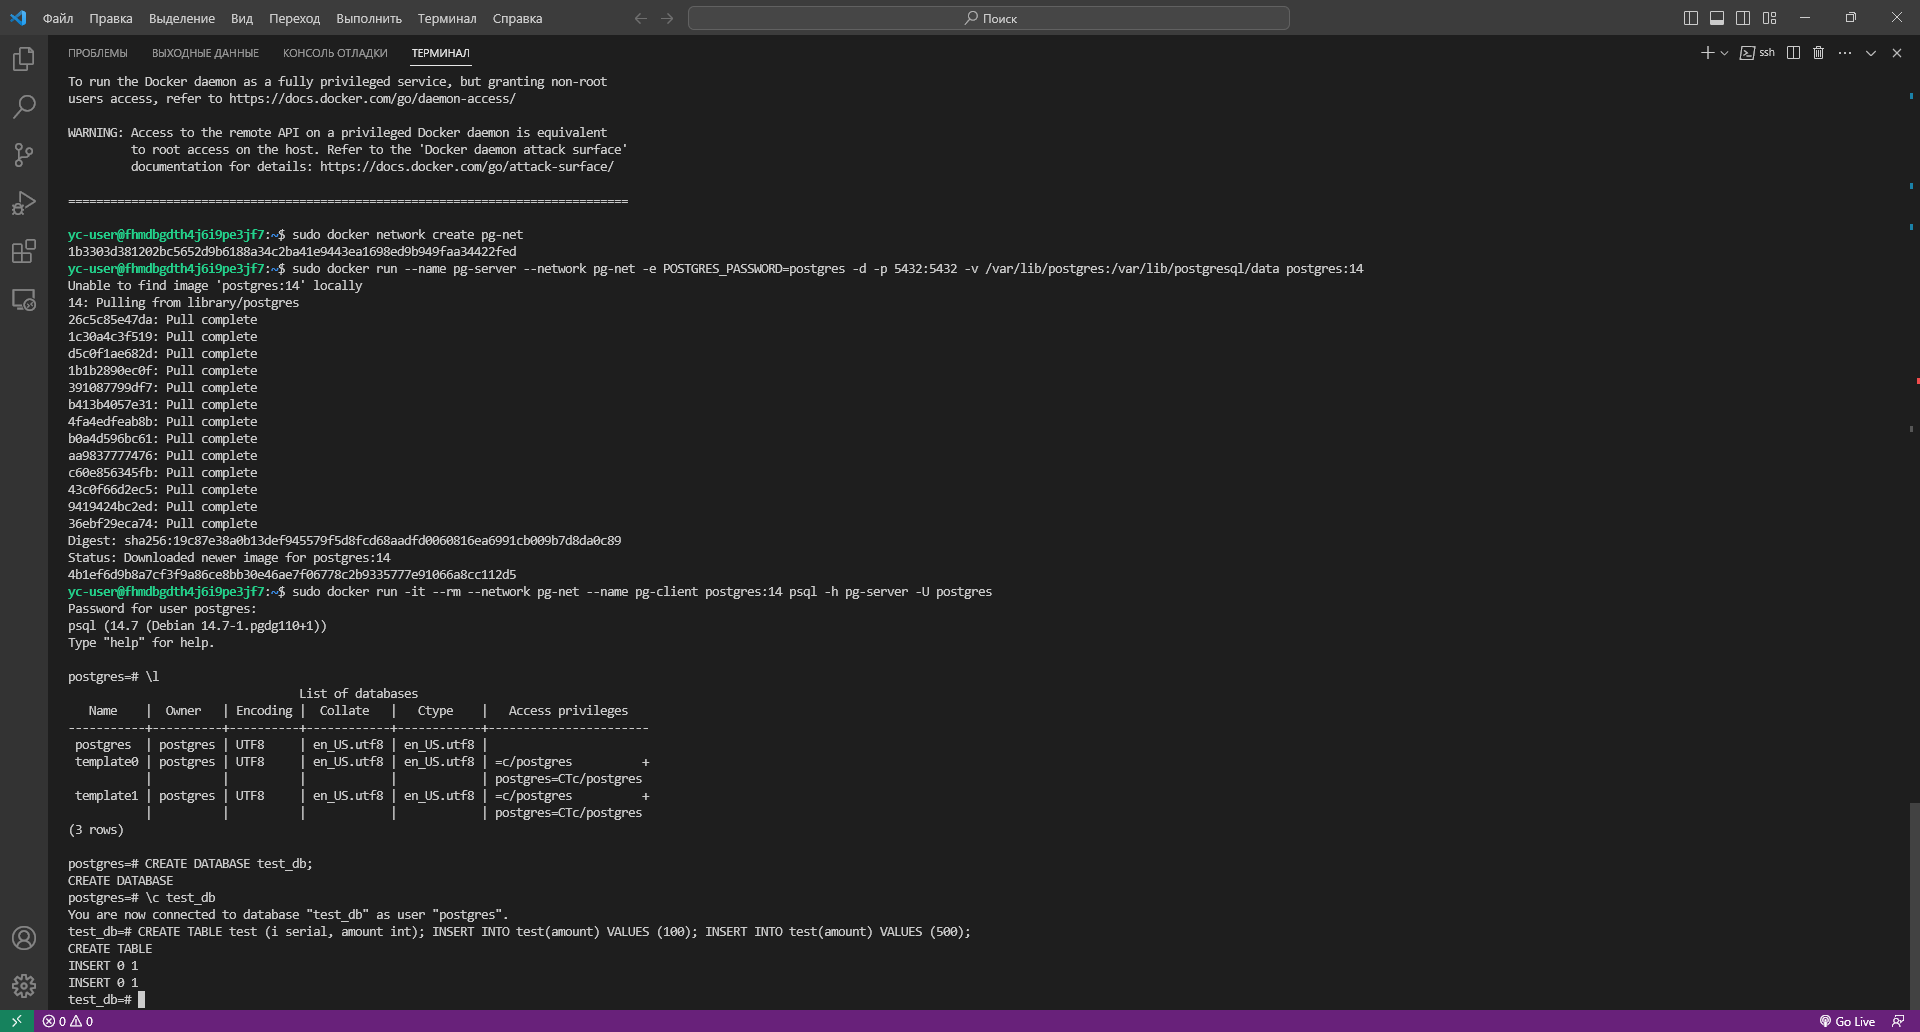 Файл Правка Выделение Вид Переход Выполнить Терминал Справка Поиск
ПРОБЛЕМЫ ВЫХОДНЫЕ ДАННЫЕ КОНСОЛЬ ОТЛАДКИ ТЕРМИНАЛ ssh
To run the Docker daemon as a fully privileged service, but granting non-root
users access, refer to https://docs.docker.com/go/daemon-access/
WARNING: Access to the remote API on a privileged Docker daemon is equivalent
to root access on the host. Refer to the 'Docker daemon attack surface'
documentation for details: https://docs.docker.com/go/attack-surface/
================================================================================
yc-user@fhmdbgdth4j6i9pe3jf7:~$ sudo docker network create pg-net
1b3303d381202bc5652d9b6188a34c2ba41e9443ea1698ed9b949faa34422fed
yc-user@fhmdbgdth4j6i9pe3jf7:~$ sudo docker run --name pg-server --network pg-net -e POSTGRES_PASSWORD=postgres -d -p 5432:5432 -v /var/lib/postgres:/var/lib/postgresql/data postgres:14
Unable to find image 'postgres:14' locally
14: Pulling from library/postgres
26c5c85e47da: Pull complete
1c30a4c3f519: Pull complete
d5c0f1ae682d: Pull complete
1b1b2890ec0f: Pull complete
391087799df7: Pull complete
b413b4057e31: Pull complete
4fa4edfeab8b: Pull complete
b0a4d596bc61: Pull complete
aa9837777476: Pull complete
c60e856345fb: Pull complete
43c0f66d2ec5: Pull complete
9419424bc2ed: Pull complete
36ebf29eca74: Pull complete
Digest: sha256:19c87e38a0b13def945579f5d8fcd68aadfd0060816ea6991cb009b7d8da0c89
Status: Downloaded newer image for postgres:14
4b1ef6d9b8a7cf3f9a86ce8bb30e46ae7f06778c2b9335777e91066a8cc112d5
yc-user@fhmdbgdth4j6i9pe3jf7:~$ sudo docker run -it --rm --network pg-net --name pg-client postgres:14 psql -h pg-server -U postgres
Password for user postgres:
psql (14.7 (Debian 14.7-1.pgdg110+1))
Type "help" for help.
postgres=# \l
List of databases
Name | Owner | Encoding | Collate | Ctype | Access privileges
-----------+----------+----------+------------+------------+-----------------------
postgres | postgres | UTF8 | en_US.utf8 | en_US.utf8 |
template0 | postgres | UTF8 | en_US.utf8 | en_US.utf8 | =c/postgres +
| | | | | postgres=CTc/postgres
template1 | postgres | UTF8 | en_US.utf8 | en_US.utf8 | =c/postgres +
| | | | | postgres=CTc/postgres
(3 rows)
postgres=# CREATE DATABASE test_db;
CREATE DATABASE
postgres=# \c test_db
You are now connected to database "test_db" as user "postgres".
test_db=# CREATE TABLE test (i serial, amount int); INSERT INTO test(amount) VALUES (100); INSERT INTO test(amount) VALUES (500);
CREATE TABLE
INSERT 0 1
INSERT 0 1
test_db=#
0 0 Go Live